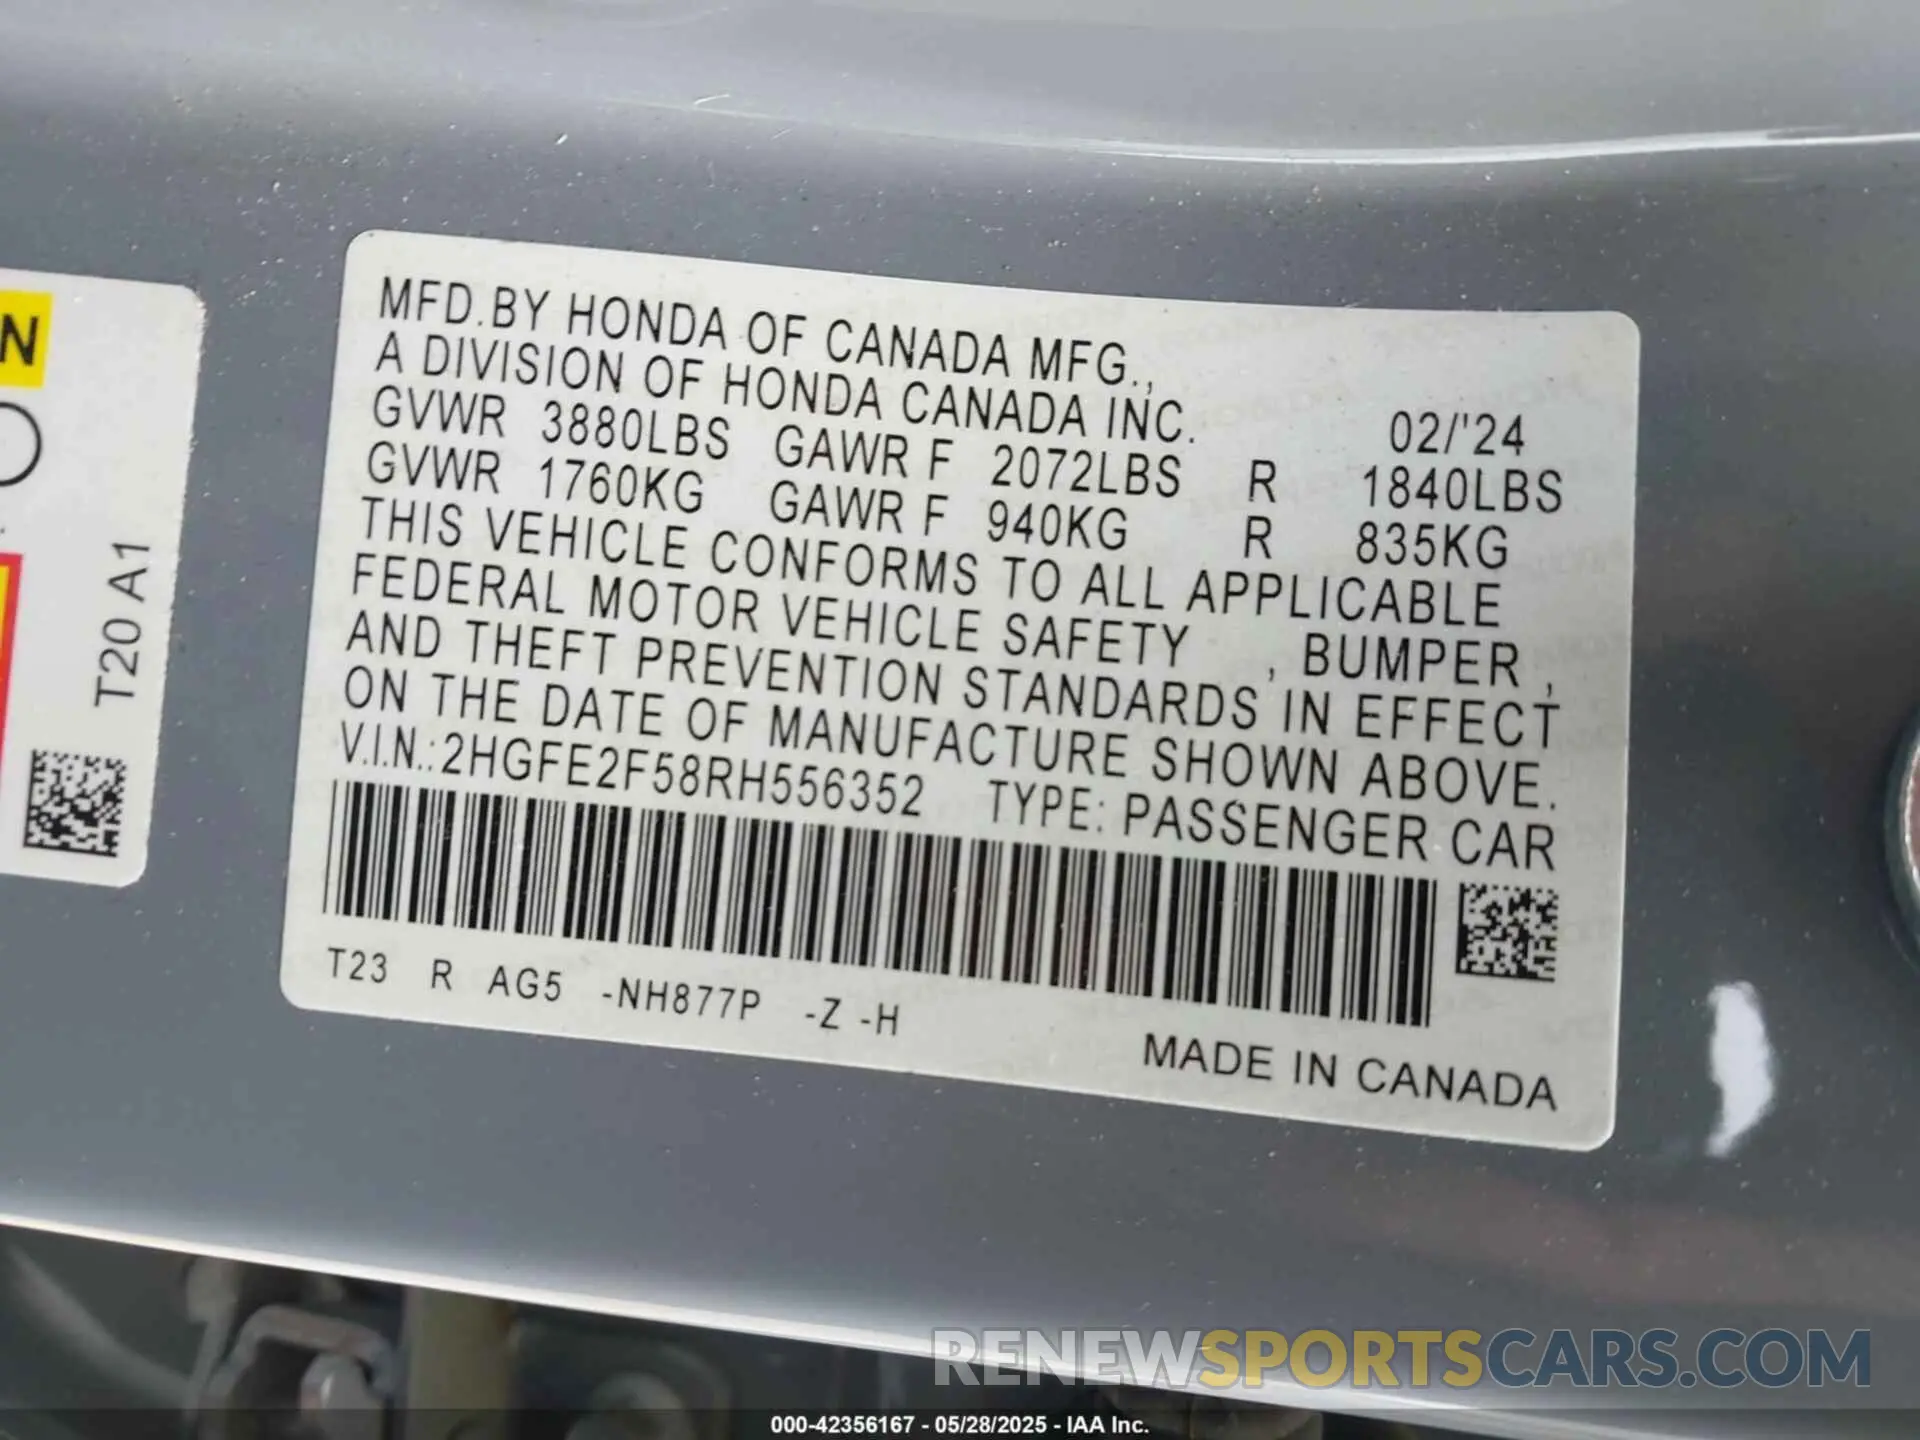 MFD.BY HONDA OF CANADA MFG.,
A DIVISION OF HONDA CANADA INC.
02/'24
GVWR 3880LBS GAWR F 2072LBS R 1840LBS
GVWR 1760KG GAWR F 940KG R 835KG
THIS VEHICLE CONFORMS TO ALL APPLICABLE
FEDERAL MOTOR VEHICLE SAFETY , BUMPER ,
AND THEFT PREVENTION STANDARDS IN EFFECT
ON THE DATE OF MANUFACTURE SHOWN ABOVE.
V.I.N.:2HGFE2F58RH556352 TYPE: PASSENGER CAR
T23 R AG5 -NH877P -Z -H
MADE IN CANADA
N
T20 A1
RENEWSPORTSCARS.COM
000-42356167 - 05/28/2025 - IAA Inc.